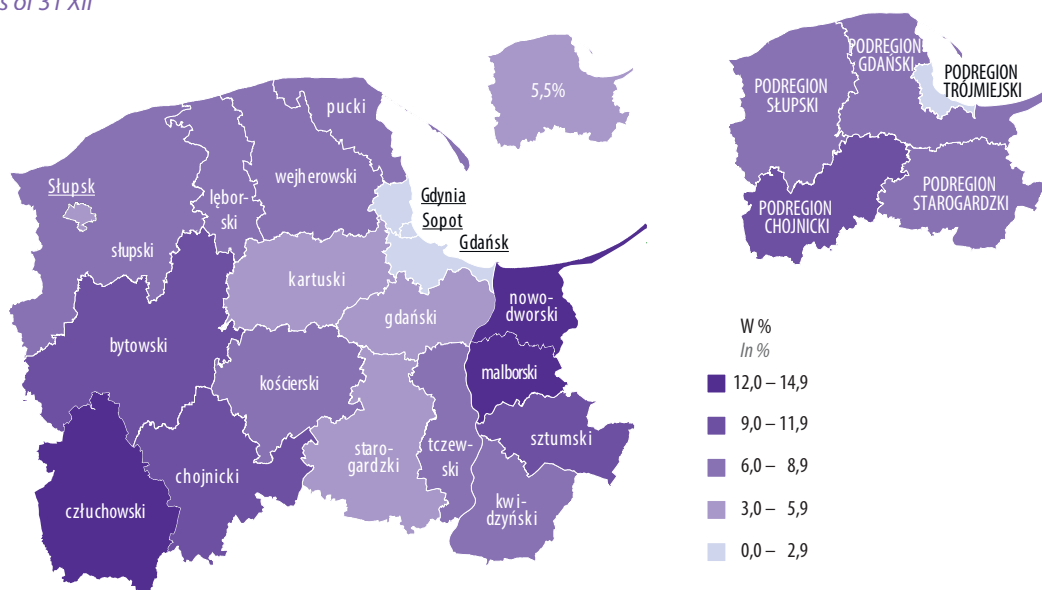 s of 31 XII
5,5%
PODREGION
GDAŃSKI
PODREGION
TRÓJMIEJSKI
PODREGION
SŁUPSKI
PODREGION
STAROGARDZKI
PODREGION
CHOJNICKI
pucki
wejherowski
Słupsk
lębor-
ski
Gdynia
Sopot
Gdańsk
słupski
kartuski
nowo-
dworski
gdański
bytowski
kościerski
malborski
sztumski
staro-
gardzki
tczew-
ski
chojnicki
człuchowski
kwi-
dzyński
W %
In %
12,0 – 14,9
9,0 – 11,9
6,0 – 8,9
3,0 – 5,9
0,0 – 2,9